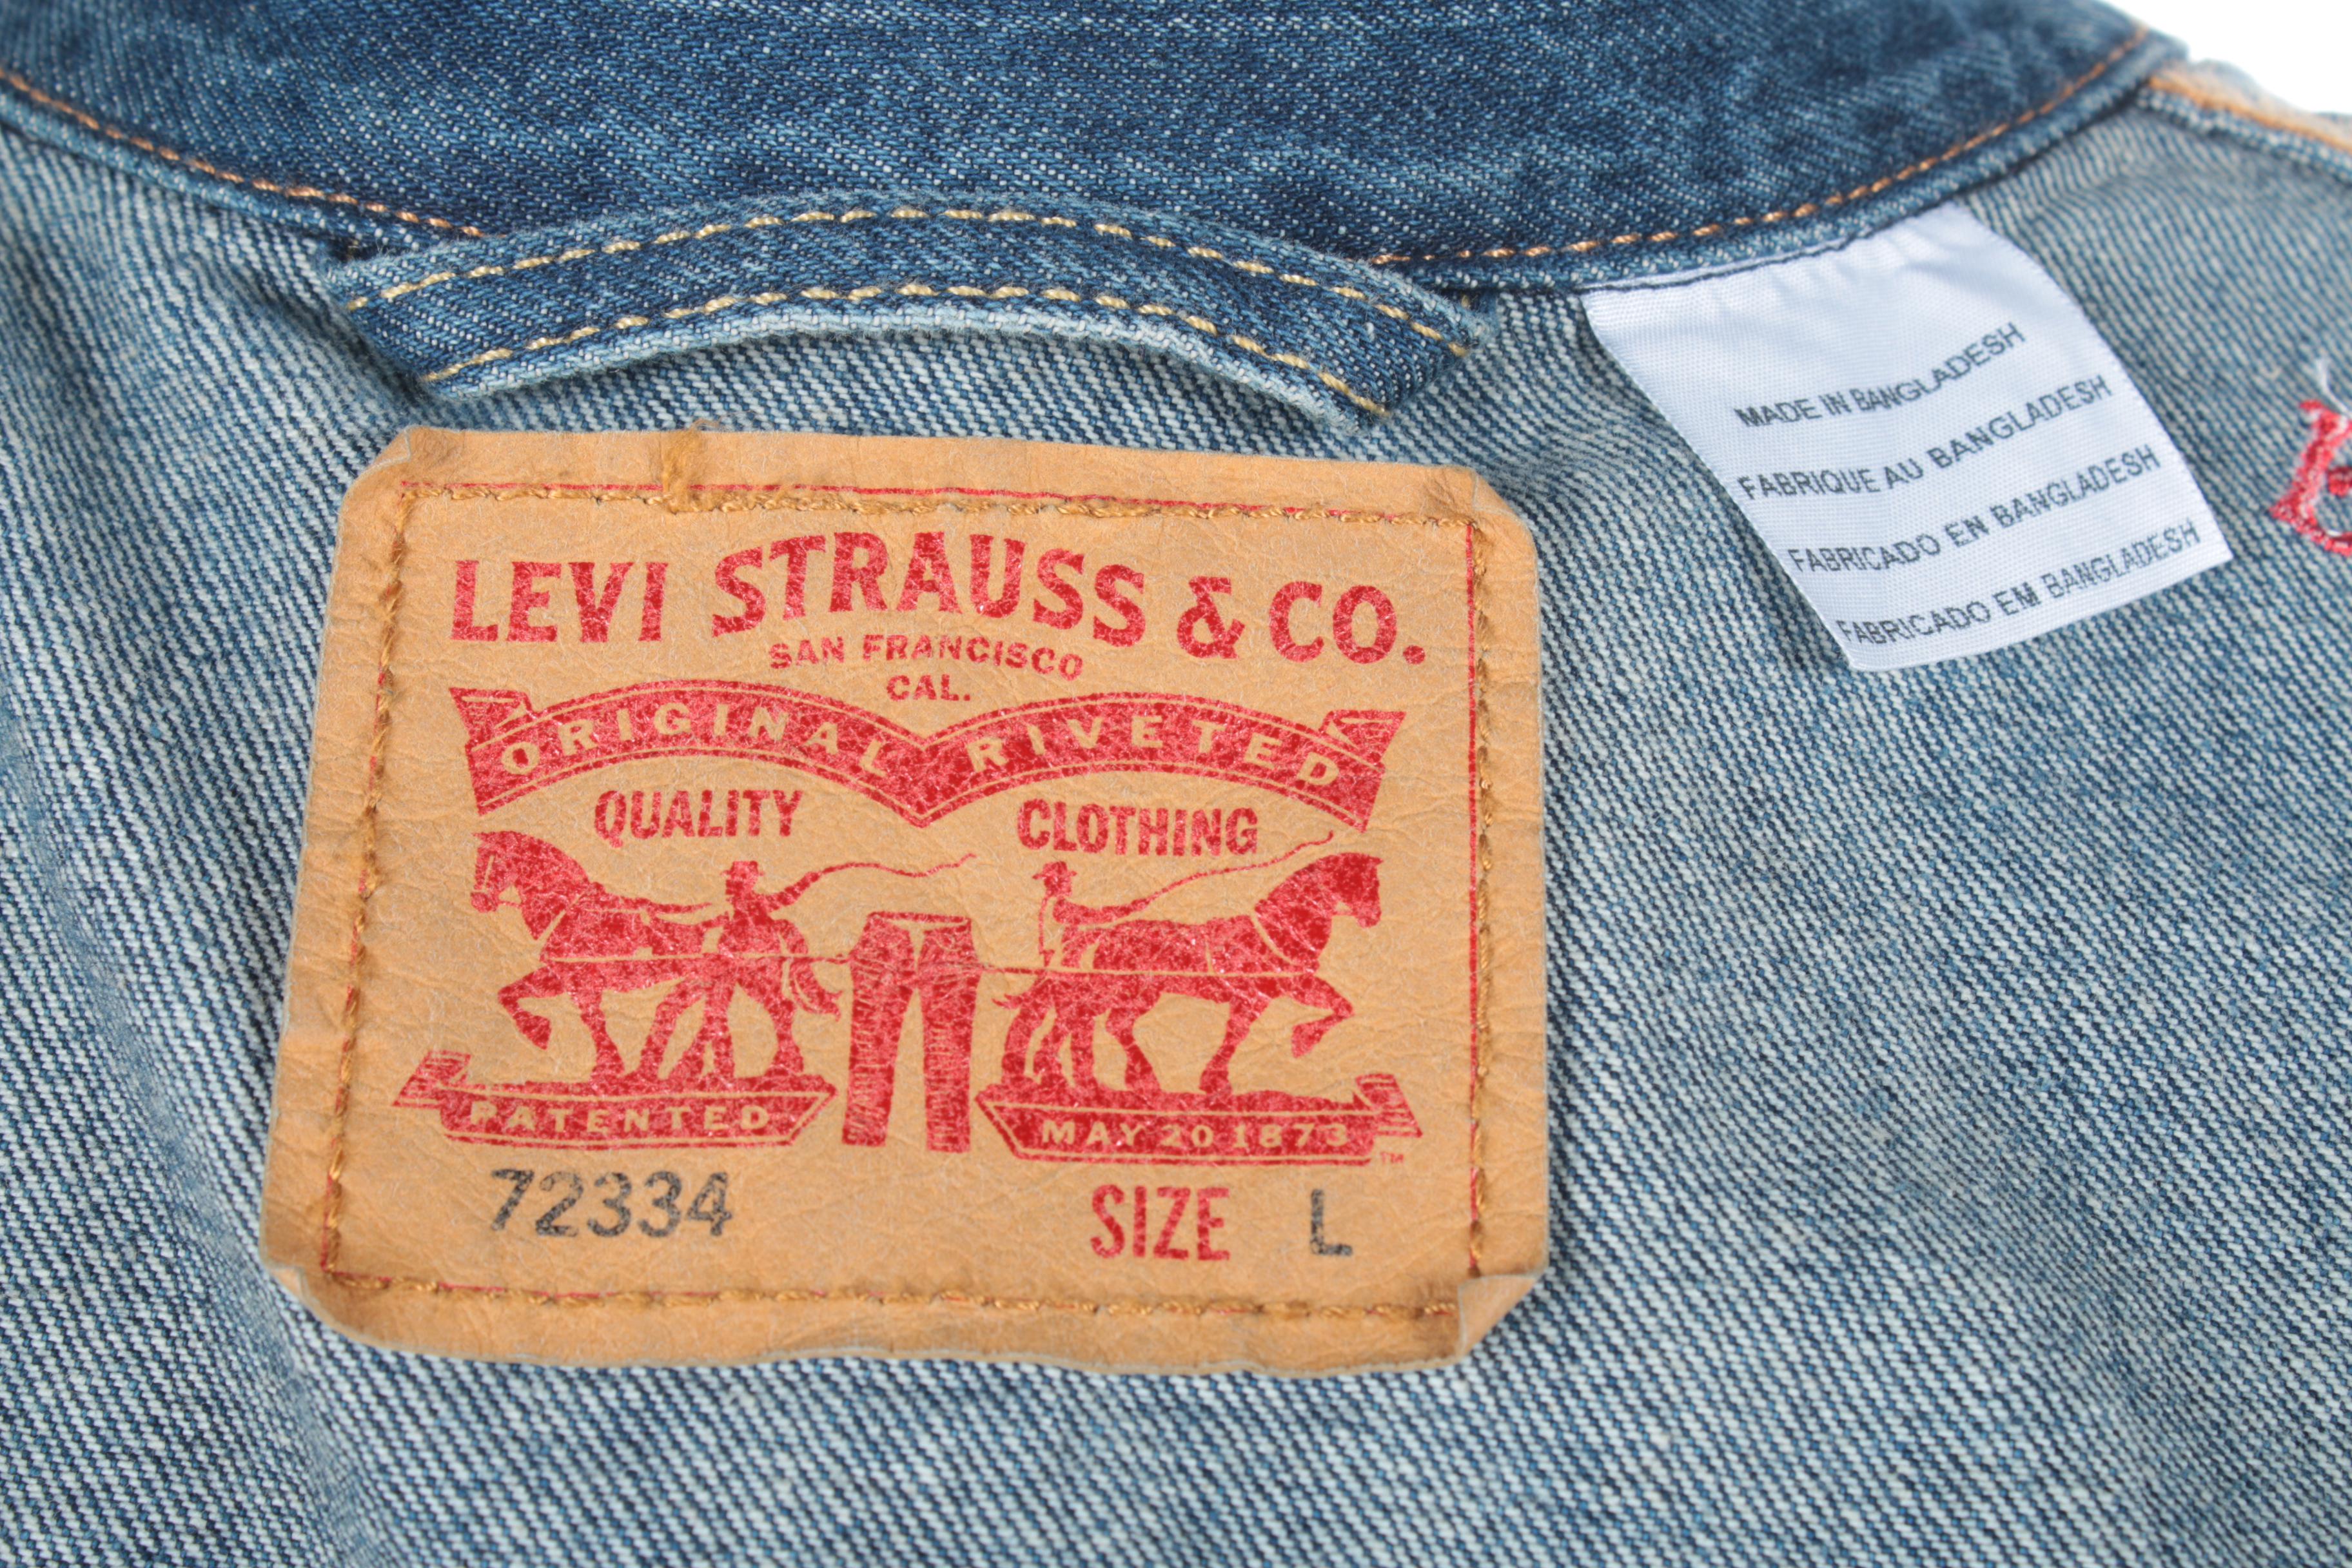 LEVI STRAUSS & CO.
SAN FRANCISCO
CAL.
ORIGINAL RIVETED
QUALITY CLOTHING
PATENTED MAY 20 1873 ™
72334 SIZE L
MADE IN BANGLADESH
FABRIQUE AU BANGLADESH
FABRICADO EN BANGLADESH
FABRICADO EM BANGLADESH